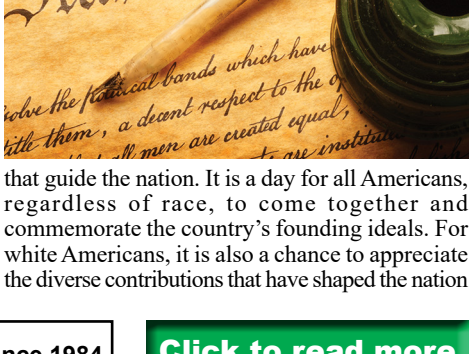 solve the political bands which have
title them, a decent respect to the
all men are created equal,
are
that guide the nation. It is a day for all Americans,
regardless of race, to come together and
commemorate the country's founding ideals. For
white Americans, it is also a chance to appreciate
the diverse contributions that have shaped the nation
nce 1984
Click to read more